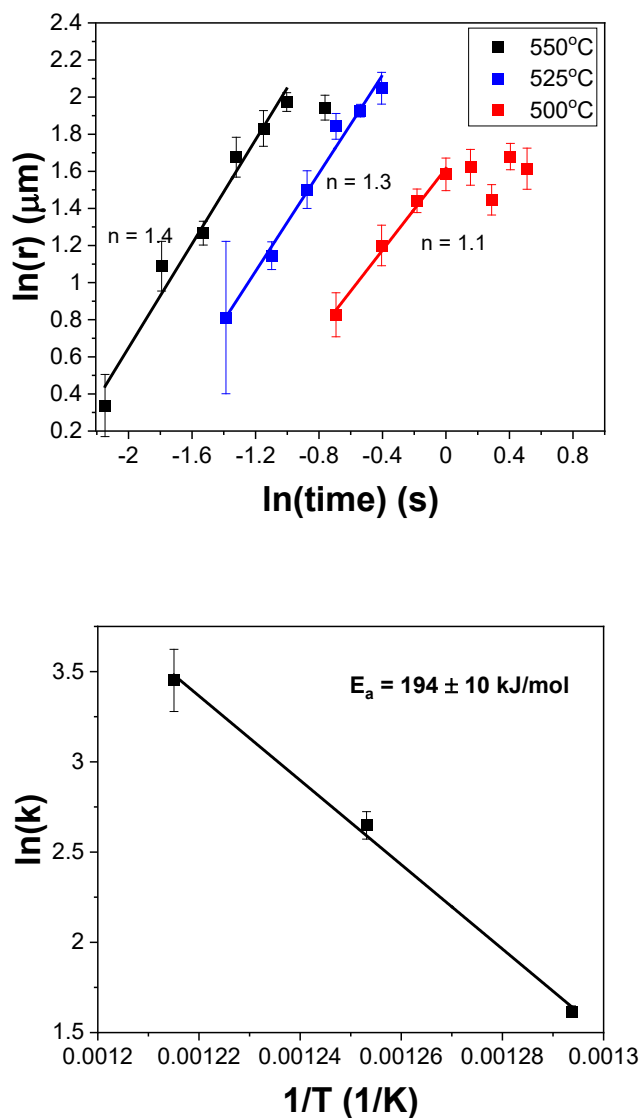 2.4
2.2
2.0
1.8
1.6
1.4
1.2
1.0
0.8
0.6
0.4
0.2
550°C
525°C
500°C
n = 1.4
n = 1.3
n = 1.1
-2 -1.6 -1.2 -0.8 -0.4 0 0.4 0.8
ln(time) (s)
ln(r) (μm)
3.5
3
2.5
2
1.5
Eₐ = 194 ± 10 kJ/mol
0.0012 0.00122 0.00124 0.00126 0.00128 0.0013
1/T (1/K)
ln(k)